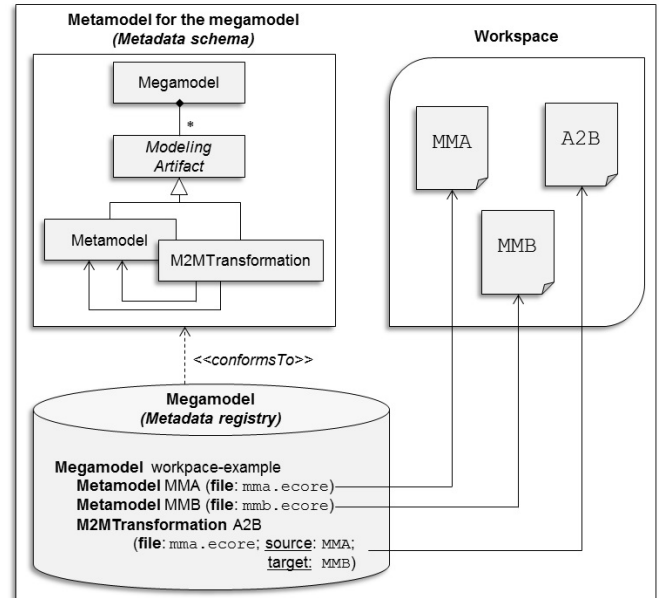 Metamodel for the megamodel
(Metadata schema)
Megamodel
*
Modeling
Artifact
Metamodel
M2MTransformation
Workspace
MMA
A2B
MMB
<<conformsTo>>
Megamodel
(Metadata registry)
Megamodel workpace-example
Metamodel MMA (file: mma.ecore)
Metamodel MMB (file: mmb.ecore)
M2MTransformation A2B
(file: mma.ecore; source: MMA;
target: MMB)